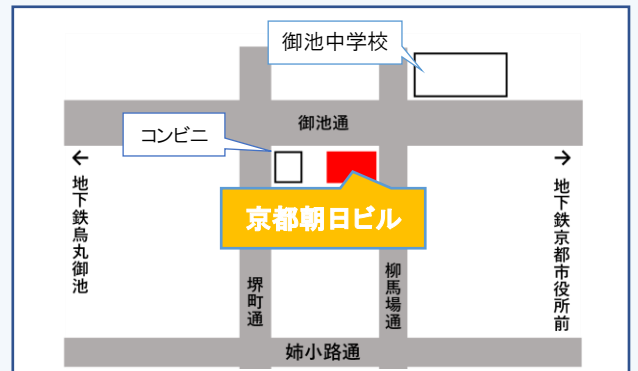 御池中学校
御池通
コンビニ
←
地下鉄烏丸御池
→
地下鉄京都市役所前
京都朝日ビル
堺町通
柳馬場通
姉小路通